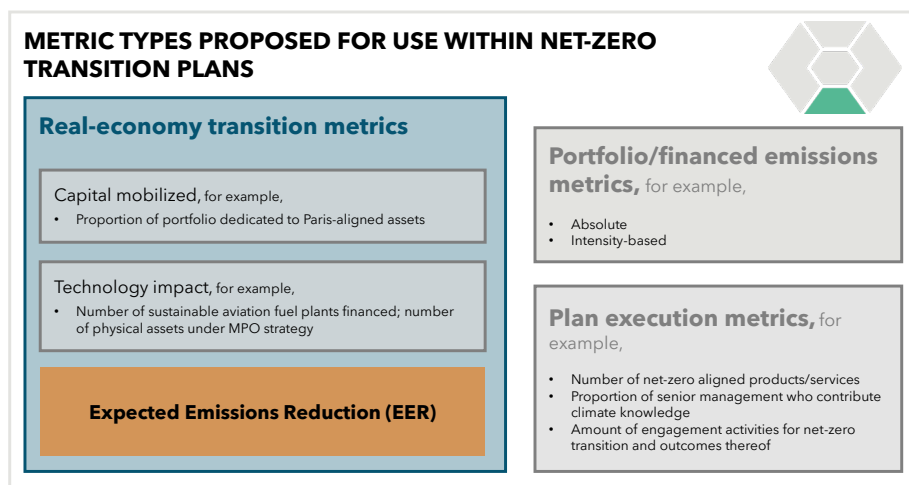 METRIC TYPES PROPOSED FOR USE WITHIN NET-ZERO
TRANSITION PLANS
Real-economy transition metrics
Capital mobilized, for example,
• Proportion of portfolio dedicated to Paris-aligned assets
Technology impact, for example,
• Number of sustainable aviation fuel plants financed; number
of physical assets under MPO strategy
Expected Emissions Reduction (EER)
Portfolio/financed emissions
metrics, for example,
• Absolute
• Intensity-based
Plan execution metrics, for
example,
• Number of net-zero aligned products/services
• Proportion of senior management who contribute
climate knowledge
• Amount of engagement activities for net-zero
transition and outcomes thereof